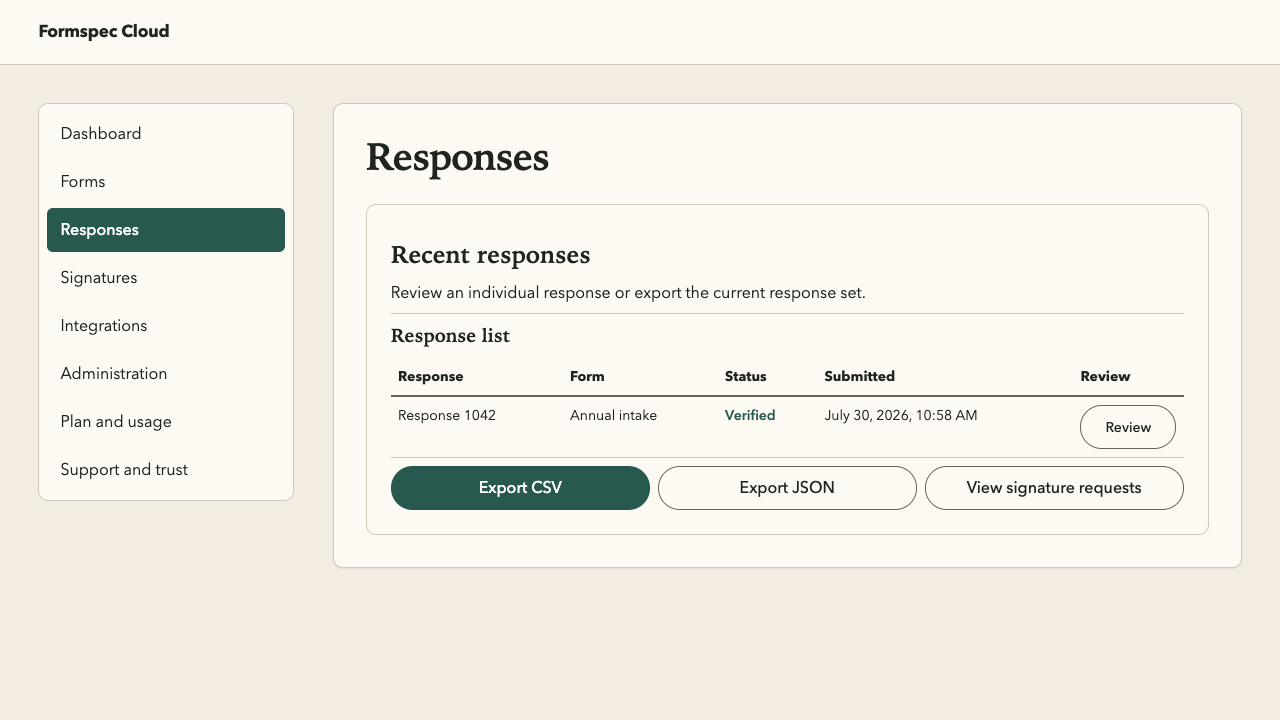 Formspec Cloud
Dashboard
Forms
Responses
Signatures
Integrations
Administration
Plan and usage
Support and trust
Responses
Recent responses
Review an individual response or export the current response set.
Response list
Response Form Status Submitted Review
Response 1042 Annual intake Verified July 30, 2026, 10:58 AM Review
Export CSV Export JSON View signature requests